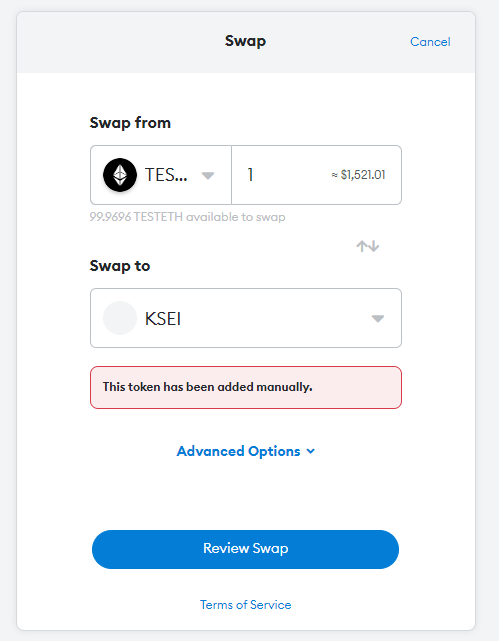 Swap
Cancel
Swap from
TES...
1
≈ $1,521.01
99.9696 TESTETH available to swap
Swap to
KSEI
This token has been added manually.
Advanced Options
Review Swap
Terms of Service